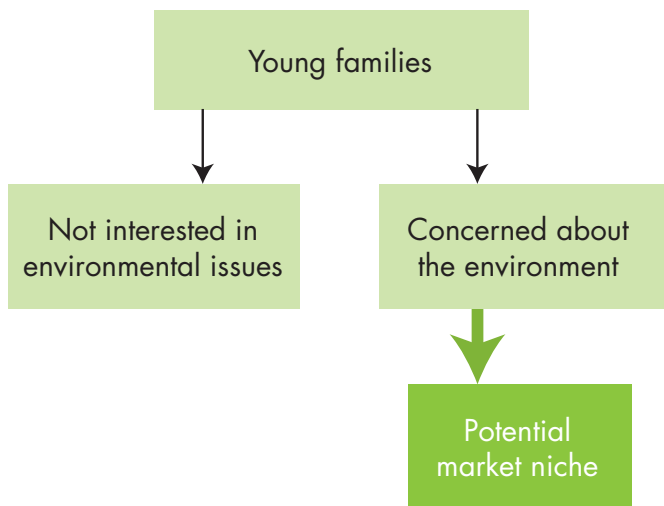 Young families
Not interested in
environmental issues
Concerned about
the environment
Potential
market niche